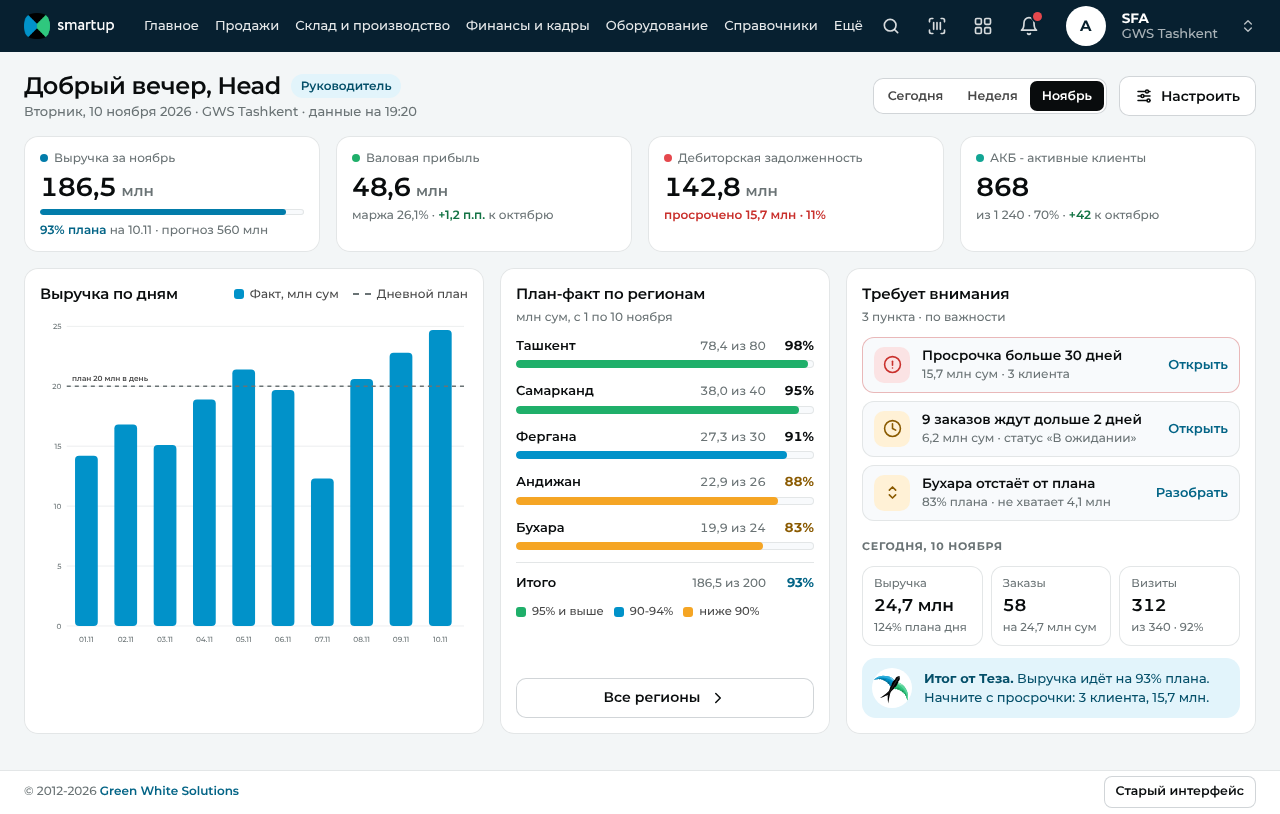 smartup
Главное Продажи Склад и производство Финансы и кадры Оборудование Справочники Ещё
A
SFA
GWS Tashkent
Добрый вечер, Head Руководитель
Вторник, 10 ноября 2026 · GWS Tashkent · данные на 19:20
Сегодня Неделя Ноябрь
Настроить
Выручка за ноябрь
186,5 млн
93% плана на 10.11 · прогноз 560 млн
Валовая прибыль
48,6 млн
маржа 26,1% · +1,2 п.п. к октябрю
Дебиторская задолженность
142,8 млн
просрочено 15,7 млн · 11%
АКБ - активные клиенты
868
из 1 240 · 70% · +42 к октябрю
Выручка по дням
Факт, млн сум
Дневной план
25
план 20 млн в день
20
15
10
5
0
01.11 02.11 03.11 04.11 05.11 06.11 07.11 08.11 09.11 10.11
План-факт по регионам
млн сум, с 1 по 10 ноября
Ташкент 78,4 из 80 98%
Самарканд 38,0 из 40 95%
Фергана 27,3 из 30 91%
Андижан 22,9 из 26 88%
Бухара 19,9 из 24 83%
Итого 186,5 из 200 93%
95% и выше 90-94% ниже 90%
Все регионы
Требует внимания
3 пункта · по важности
Просрочка больше 30 дней
15,7 млн сум · 3 клиента
Открыть
9 заказов ждут дольше 2 дней
6,2 млн сум · статус «В ожидании»
Открыть
Бухара отстаёт от плана
83% плана · не хватает 4,1 млн
Разобрать
СЕГОДНЯ, 10 НОЯБРЯ
Выручка
24,7 млн
124% плана дня
Заказы
58
на 24,7 млн сум
Визиты
312
из 340 · 92%
Итог от Теза. Выручка идёт на 93% плана.
Начните с просрочки: 3 клиента, 15,7 млн.
© 2012-2026 Green White Solutions
Старый интерфейс